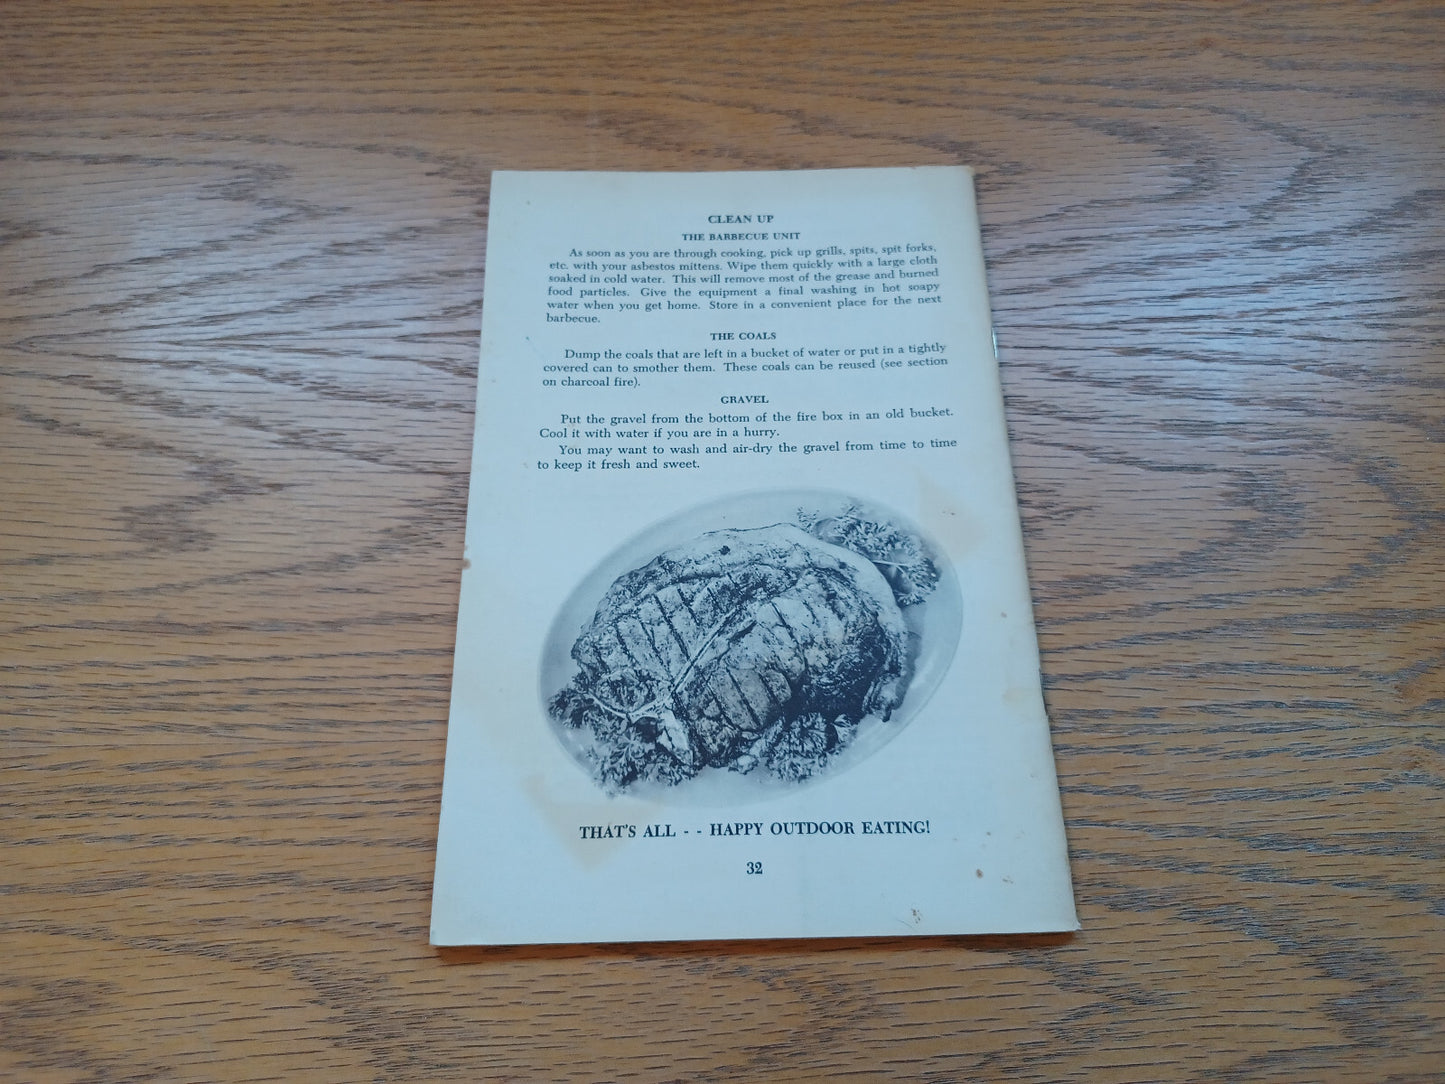 CLEAN UP
THE BARBECUE UNIT
As soon as you are through cooking, pick up grills, spits, spit forks,
etc. with your asbestos mittens. Wipe them quickly with a large cloth
soaked in cold water. This will remove most of the grease and burned
food particles. Give the equipment a final washing in hot soapy
water when you get home. Store in a convenient place for the next
barbecue.
THE COALS
Dump the coals that are left in a bucket of water or put in a tightly
covered can to smother them. These coals can be reused (see section
on charcoal fire).
GRAVEL
Put the gravel from the bottom of the fire box in an old bucket.
Cool it with water if you are in a hurry.
You may want to wash and air-dry the gravel from time to time
to keep it fresh and sweet.
THAT'S ALL - - HAPPY OUTDOOR EATING!
32